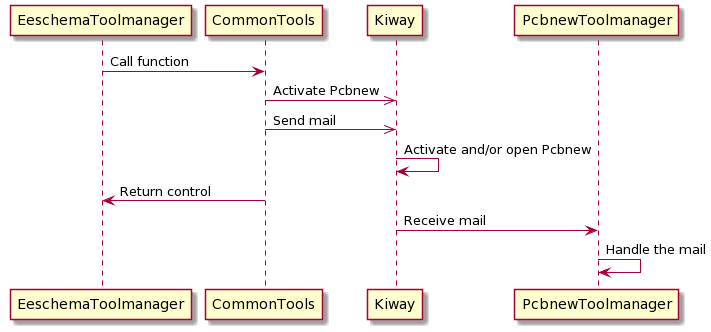 EeschemaToolmanager
CommonTools
Kiway
PcbnewToolmanager
Call function
Activate Pcbnew
Send mail
Activate and/or open Pcbnew
Return control
Receive mail
Handle the mail
EeschemaToolmanager
CommonTools
Kiway
PcbnewToolmanager